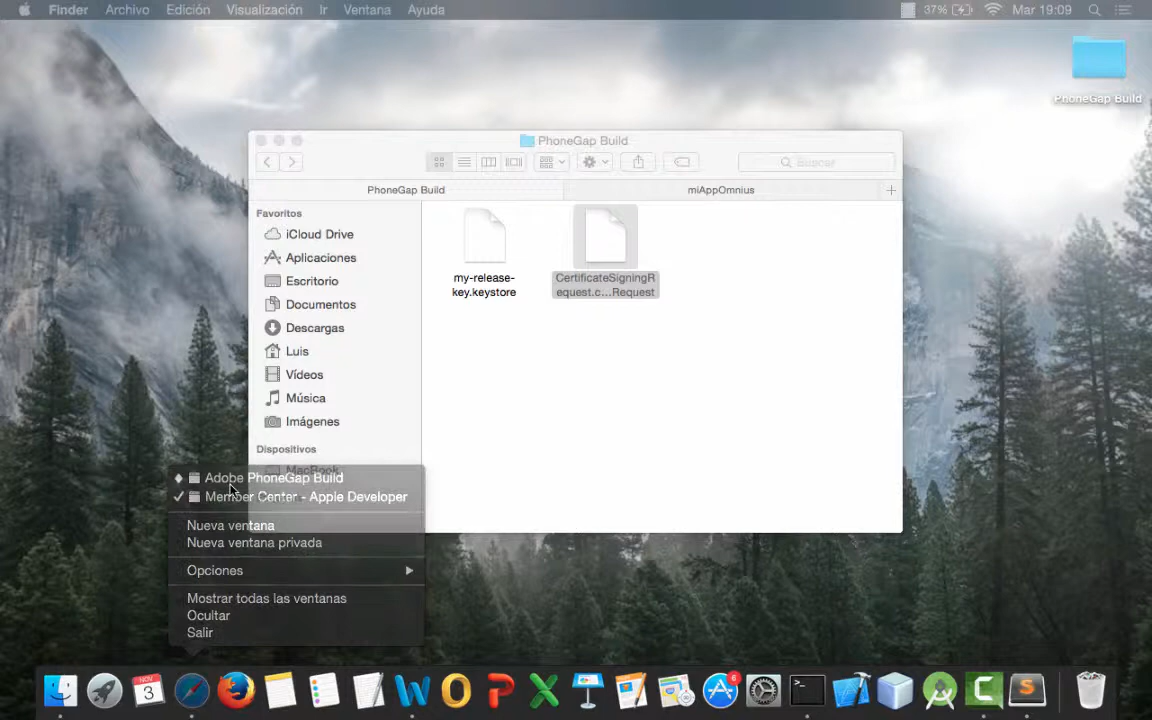 Finder Archivo Edición Visualización Ir Ventana Ayuda 37% Mar 19:09
PhoneGap Build
PhoneGap Build
Buscar
PhoneGap Build miAppOmnius +
Favoritos
iCloud Drive
Aplicaciones
Escritorio
Documentos
Descargas
Luis
Vídeos
Música
Imágenes
Dispositivos
MacBook
my-release-
key.keystore
CertificateSigningR
equest.c...Request
Adobe PhoneGap Build
Member Center - Apple Developer
Nueva ventana
Nueva ventana privada
Opciones
Mostrar todas las ventanas
Ocultar
Salir
3
6